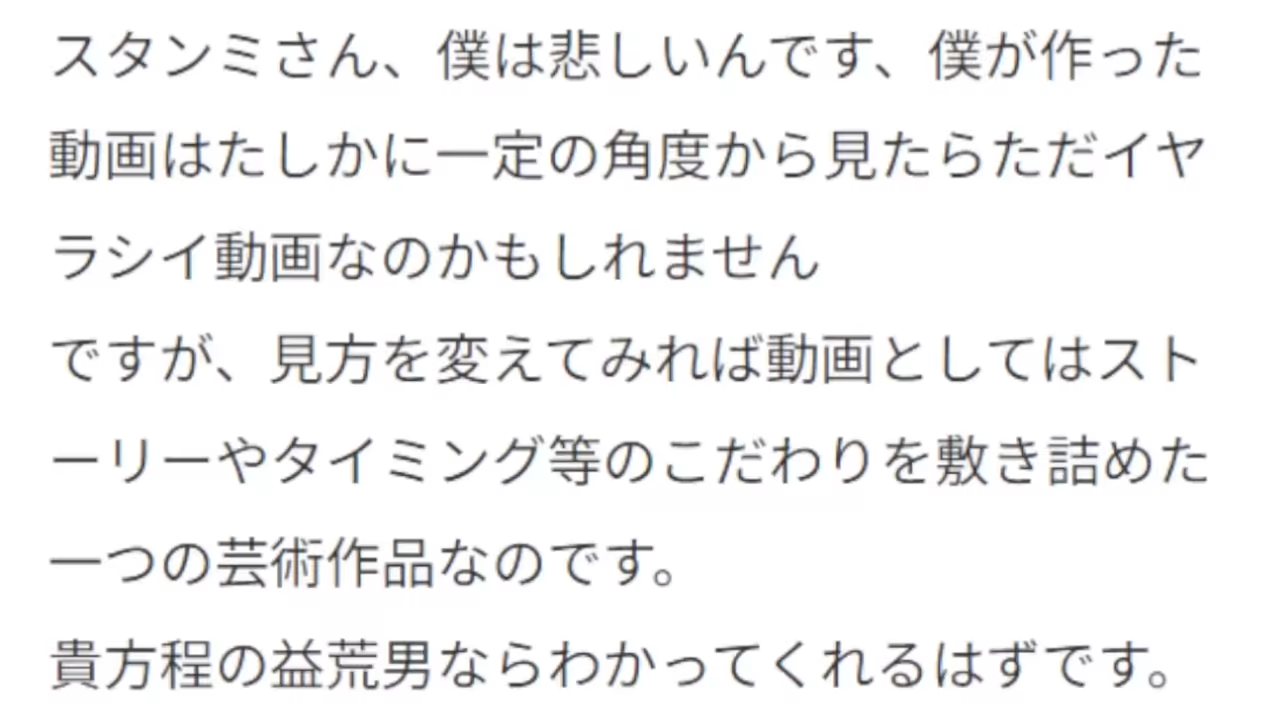 スタンミさん、僕は悲しいんです、僕が作った
動画はたしかに一定の角度から見たらただイヤ
ラシイ動画なのかもしれません
ですが、見方を変えてみれば動画としてはスト
ーリーやタイミング等のこだわりを敷き詰めた
一つの芸術作品なのです。
貴方程の益荒男ならわかってくれるはずです。